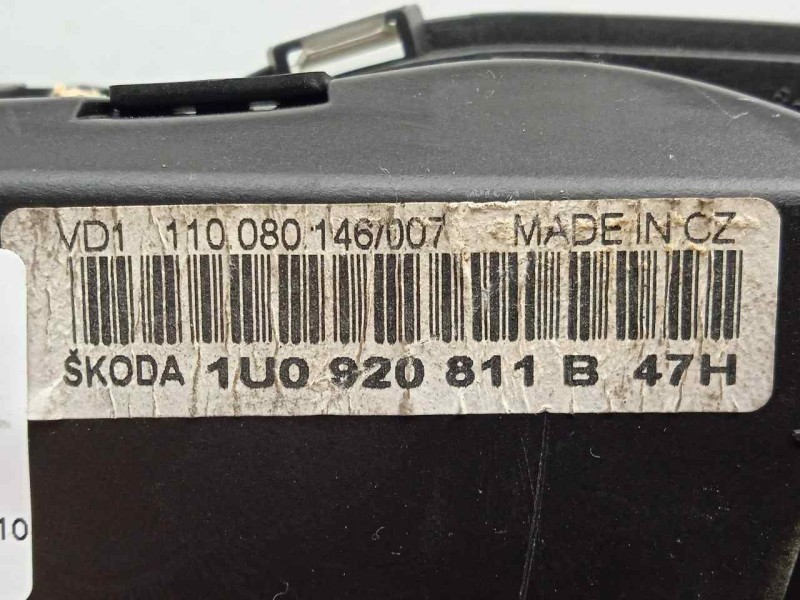 VD1 110.080.146/007 MADE IN CZ
ŠKODA 1U0 920 811 B 47H
10